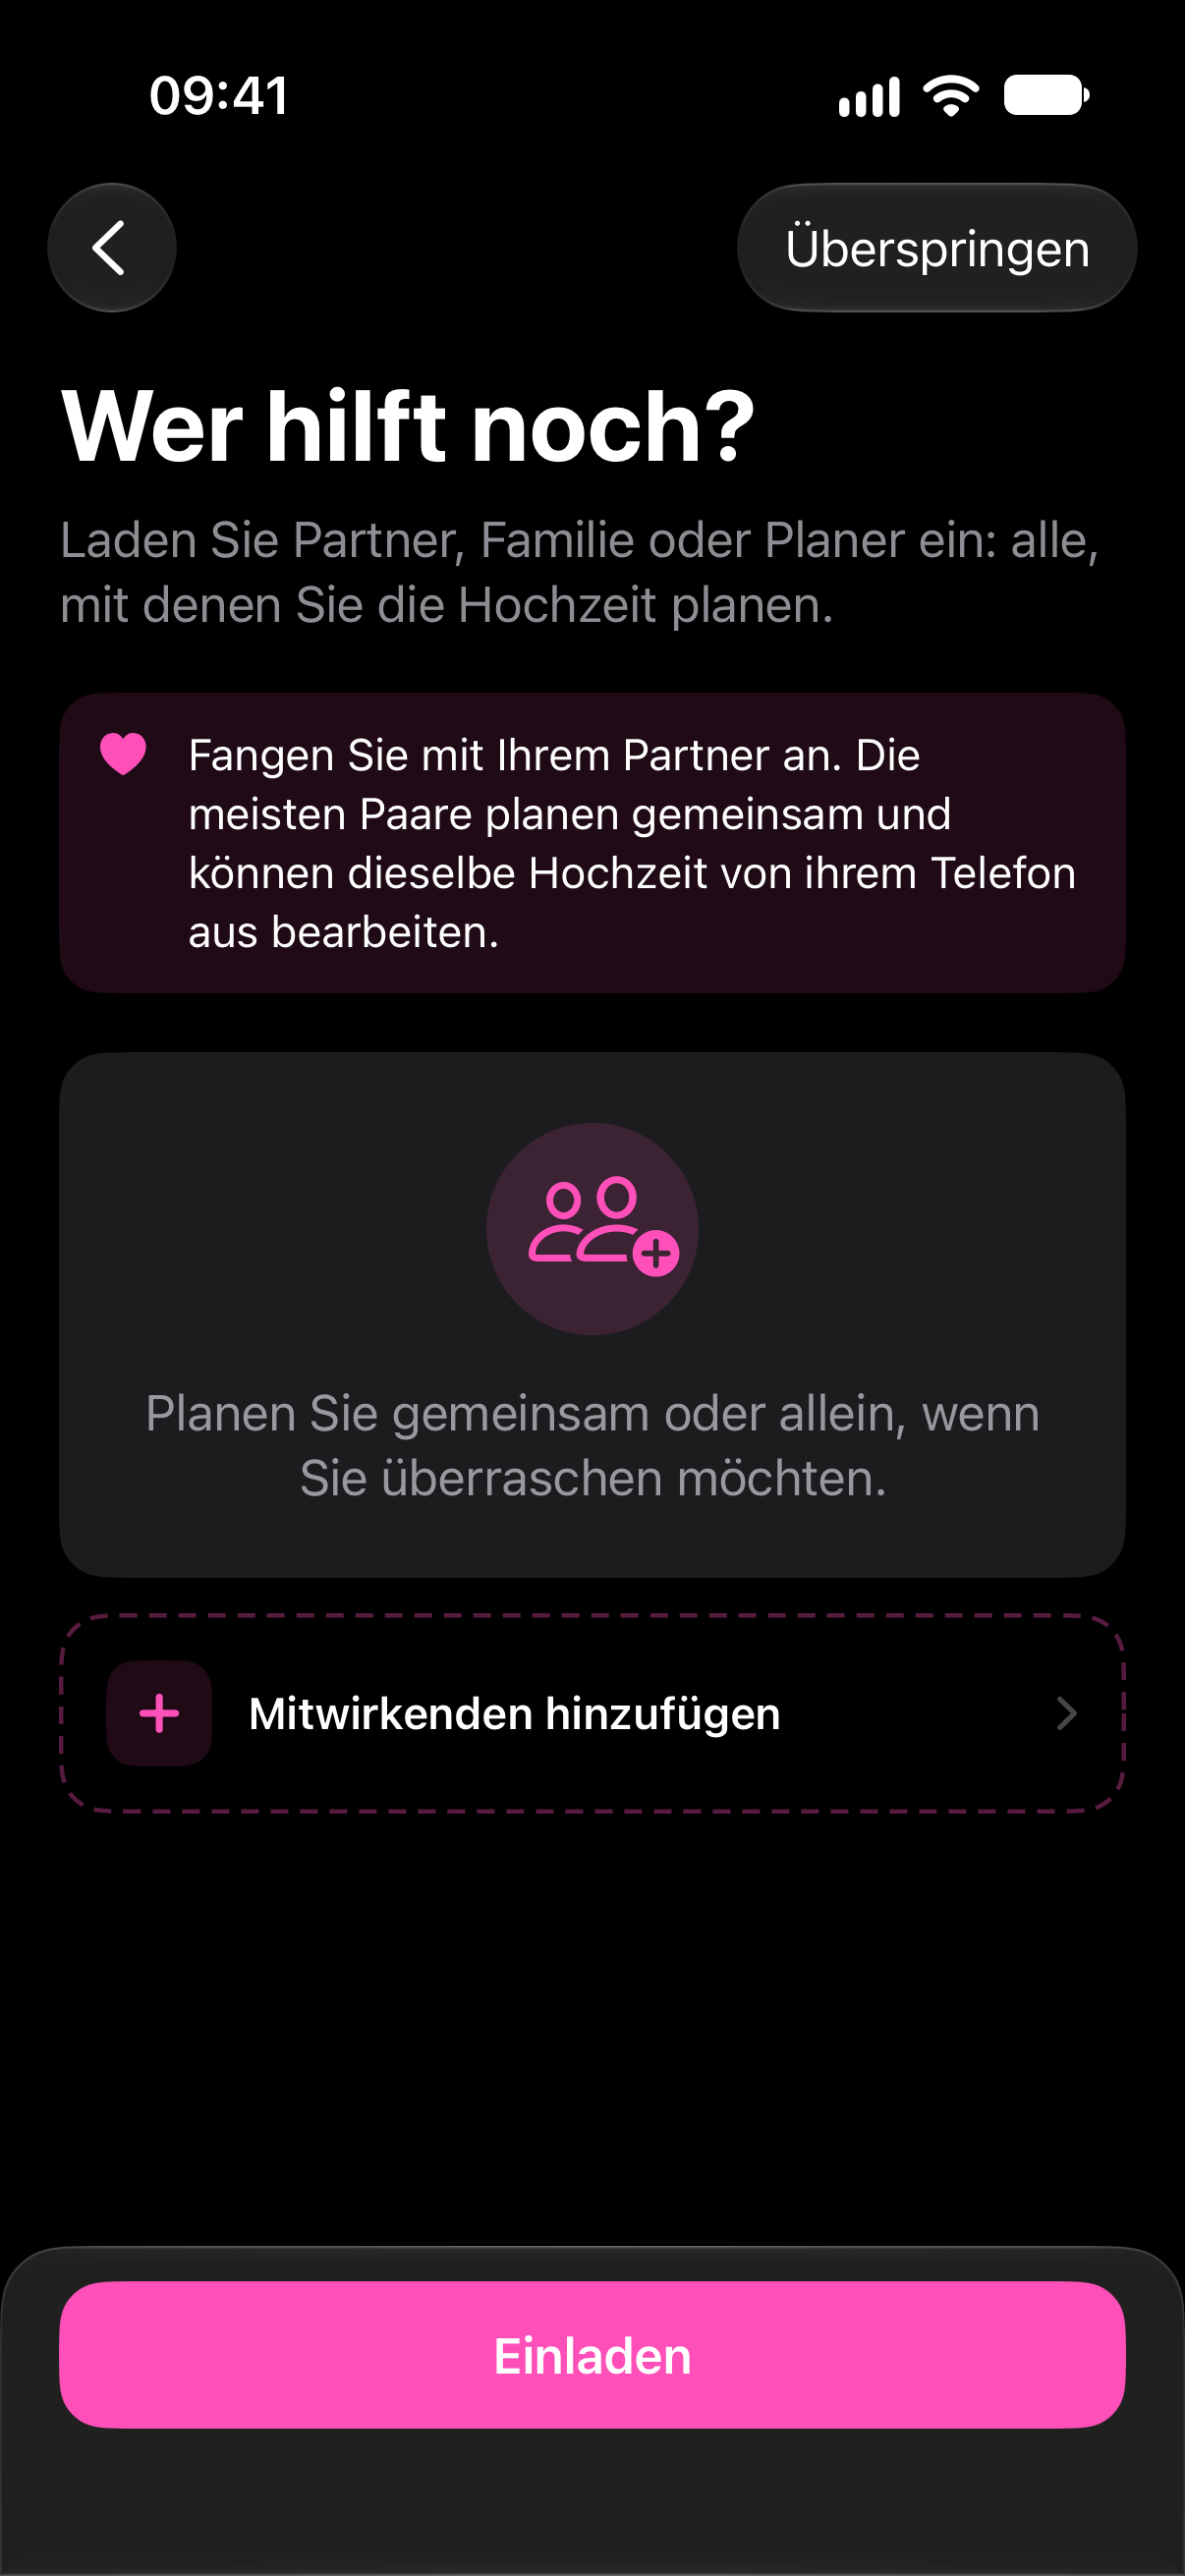 09:41
Überspringen
Wer hilft noch?
Laden Sie Partner, Familie oder Planer ein: alle,
mit denen Sie die Hochzeit planen.
Fangen Sie mit Ihrem Partner an. Die
meisten Paare planen gemeinsam und
können dieselbe Hochzeit von ihrem Telefon
aus bearbeiten.
Planen Sie gemeinsam oder allein, wenn
Sie überraschen möchten.
Mitwirkenden hinzufügen
Einladen